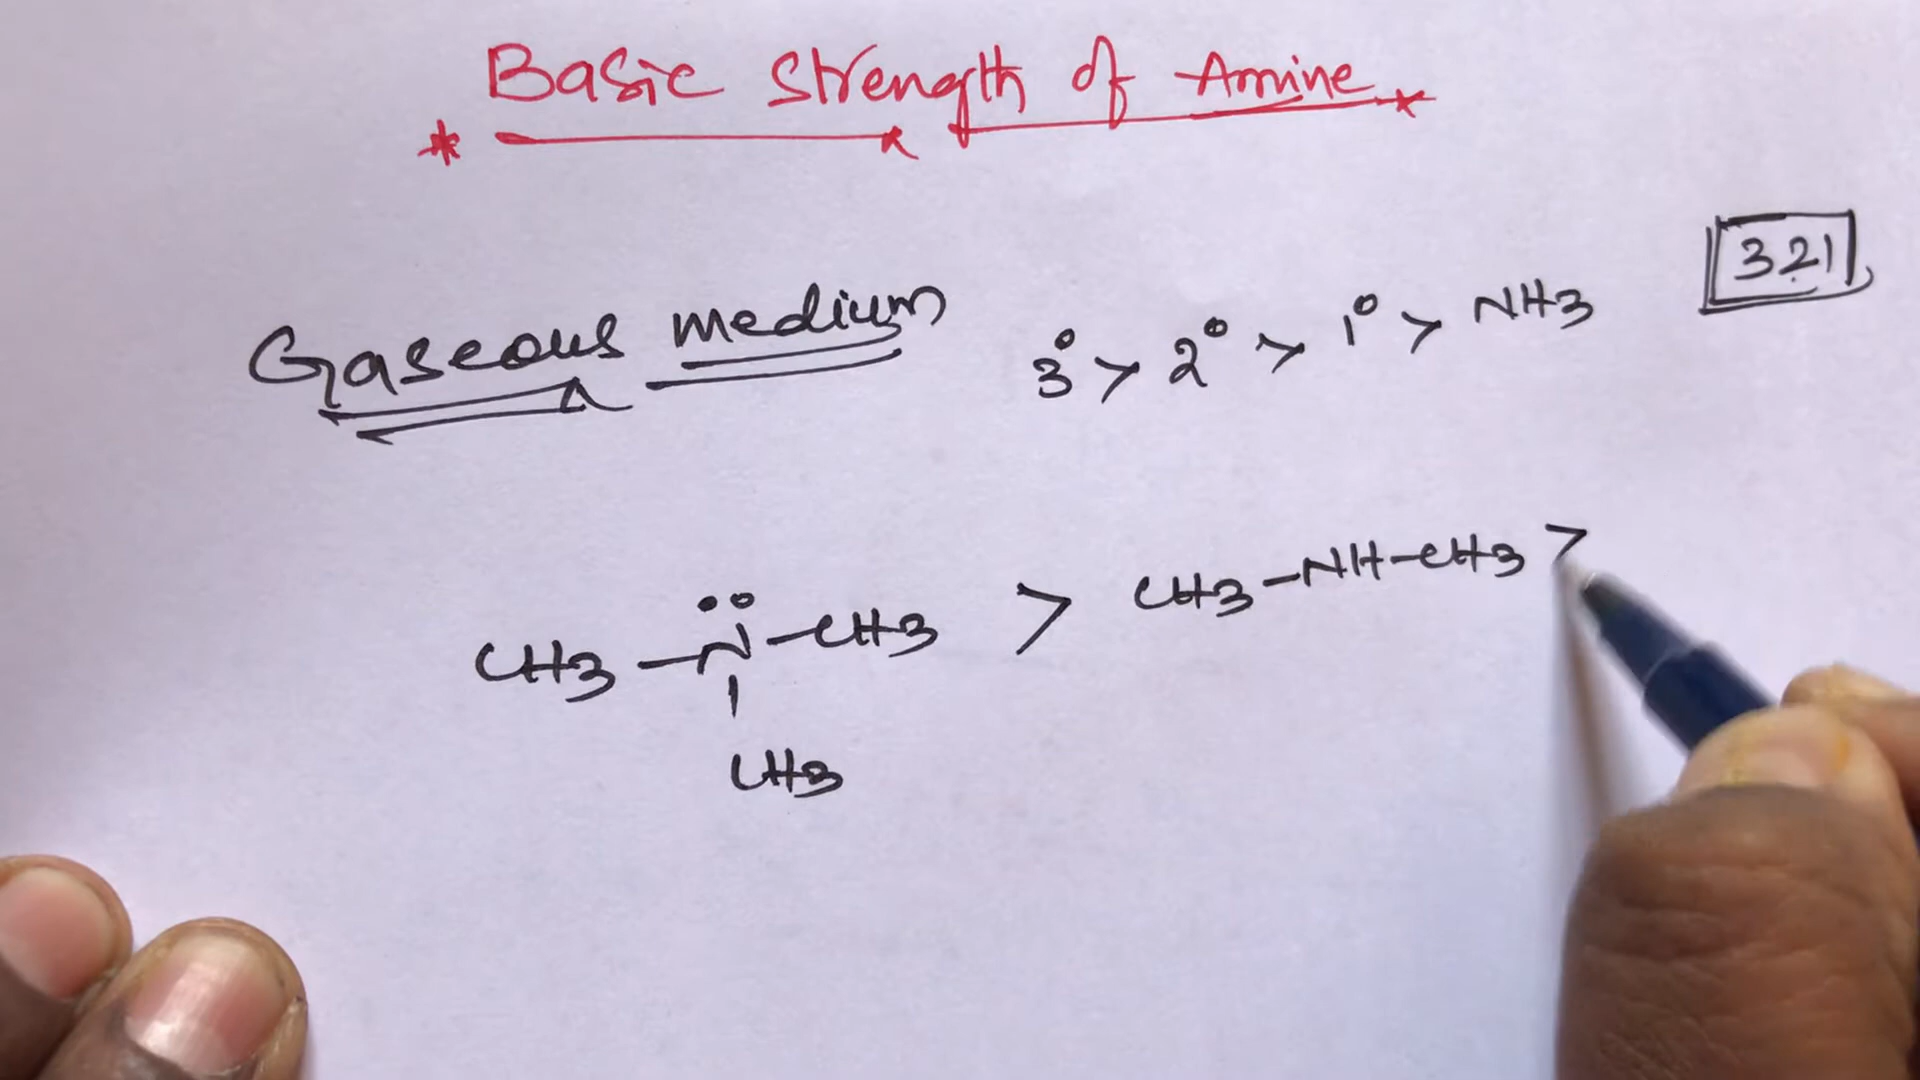 Basic Strength of Amine
321
Gaseous medium 3° > 2° > 1° > NH3
CH3-N-CH3 > CH3-NH-CH3 >
CH3